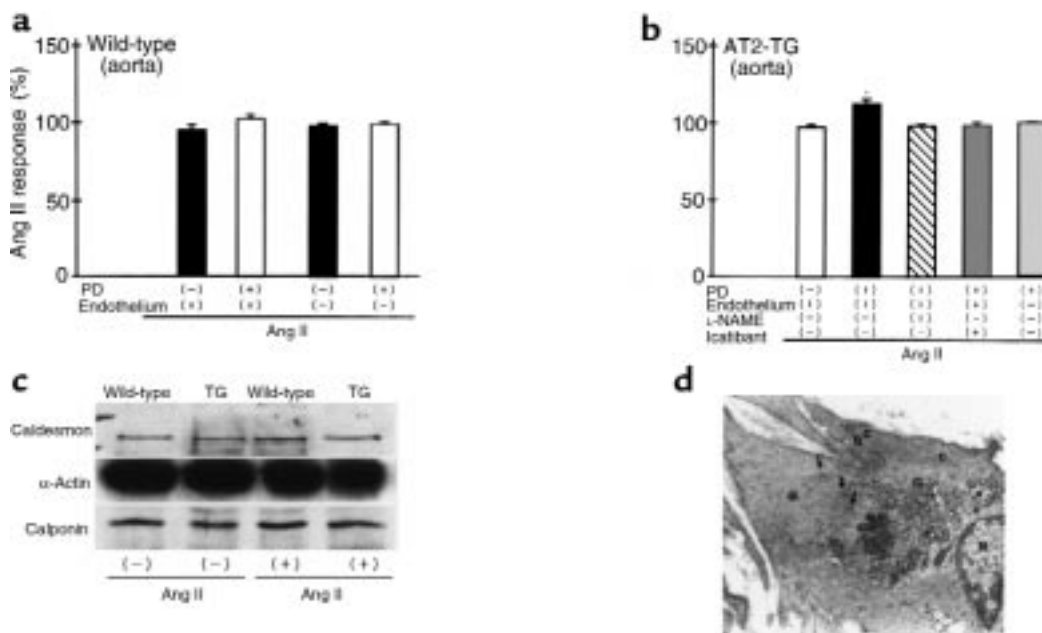 a
Wild-type
(aorta)
150
100
50
0
Ang II response (%)
PD (−) (+) (−) (+)
Endothelium (+) (+) (−) (−)
Ang II
b
AT2-TG
(aorta)
150
100
50
0
PD (−) (+) (+) (+) (+)
Endothelium (+) (+) (+) (+) (−)
L-NAME (−) (−) (+) (−) (−)
Icatibant (−) (−) (−) (+) (−)
Ang II
c
Wild-type TG Wild-type TG
Caldesmon
α-Actin
Calponin
(−) (−) (+) (+)
Ang II Ang II
d
N